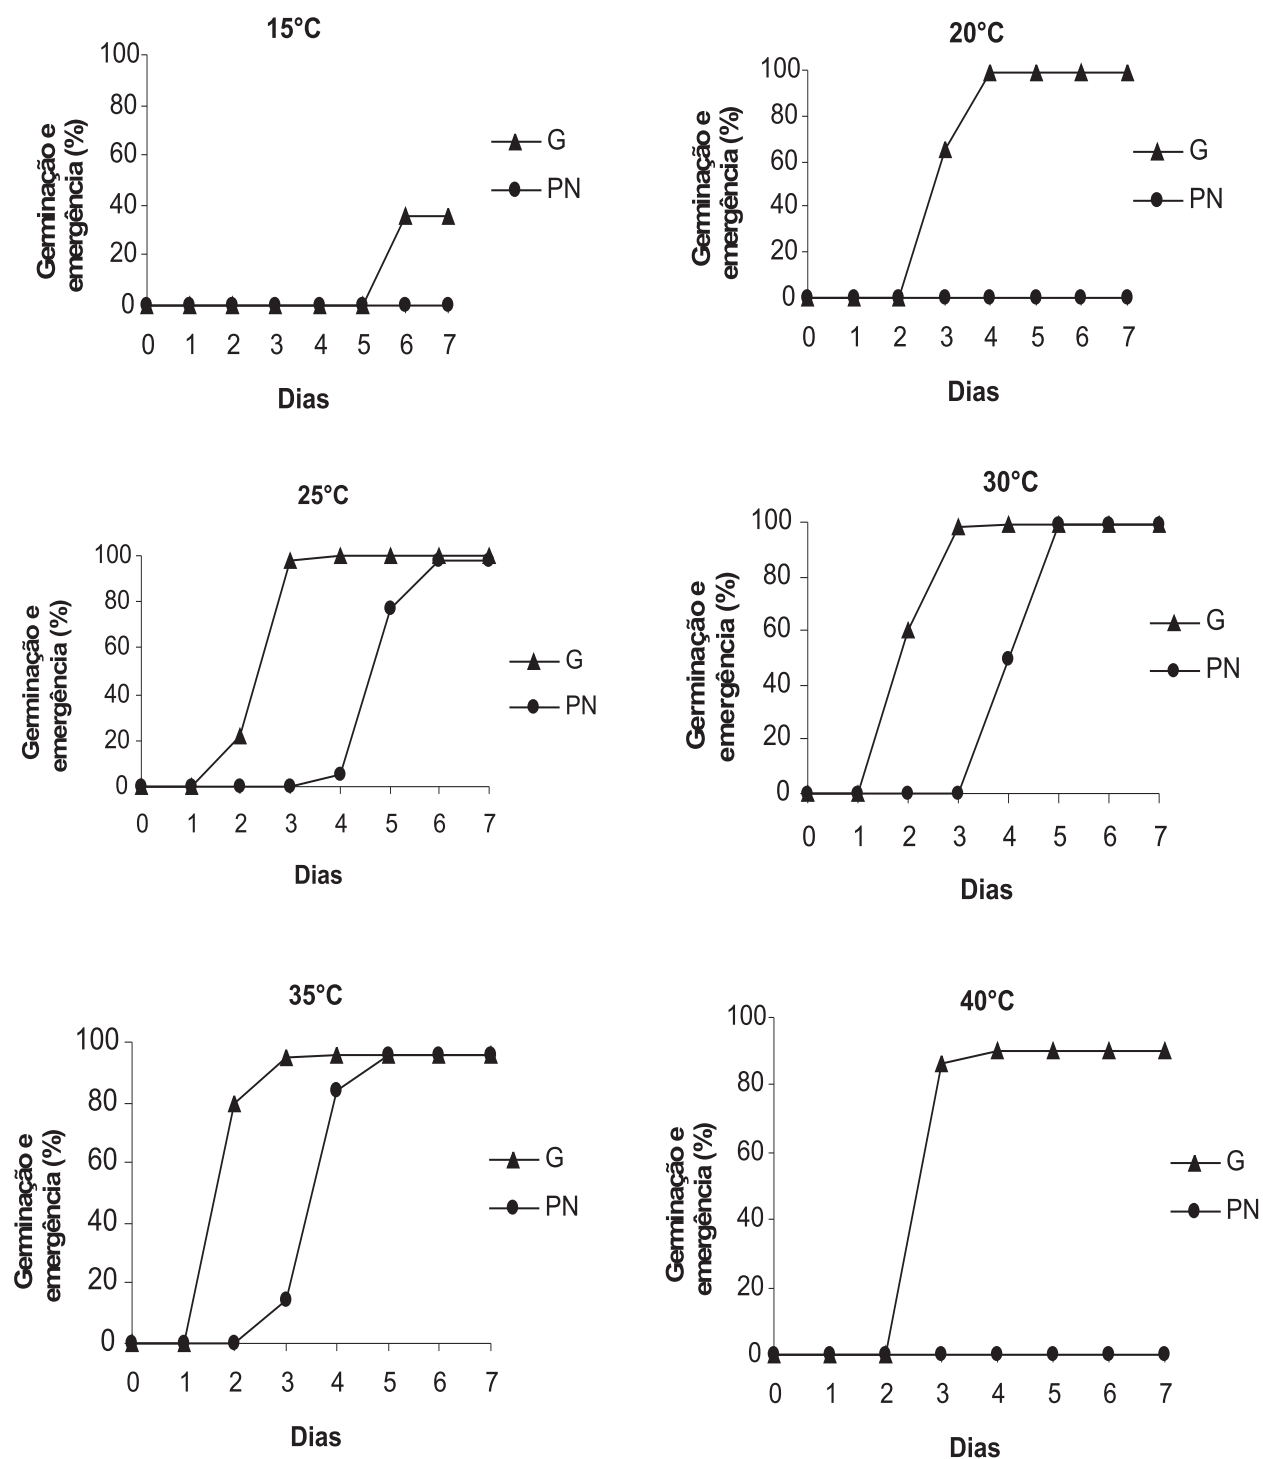 15°C
Germinação e
emergência (%)
100
80
60
40
20
0
0 1 2 3 4 5 6 7
Dias
G
PN
20°C
Germinação e
emergência (%)
100
80
60
40
20
0
0 1 2 3 4 5 6 7
Dias
G
PN
25°C
Germinação e
emergência (%)
100
80
60
40
20
0
0 1 2 3 4 5 6 7
Dias
G
PN
30°C
Germinação e
emergência (%)
100
80
60
40
20
0
0 1 2 3 4 5 6 7
Dias
G
PN
35°C
Germinação e
emergência (%)
100
80
60
40
20
0
0 1 2 3 4 5 6 7
Dias
G
PN
40°C
Germinação e
emergência (%)
100
80
60
40
20
0
0 1 2 3 4 5 6 7
Dias
G
PN